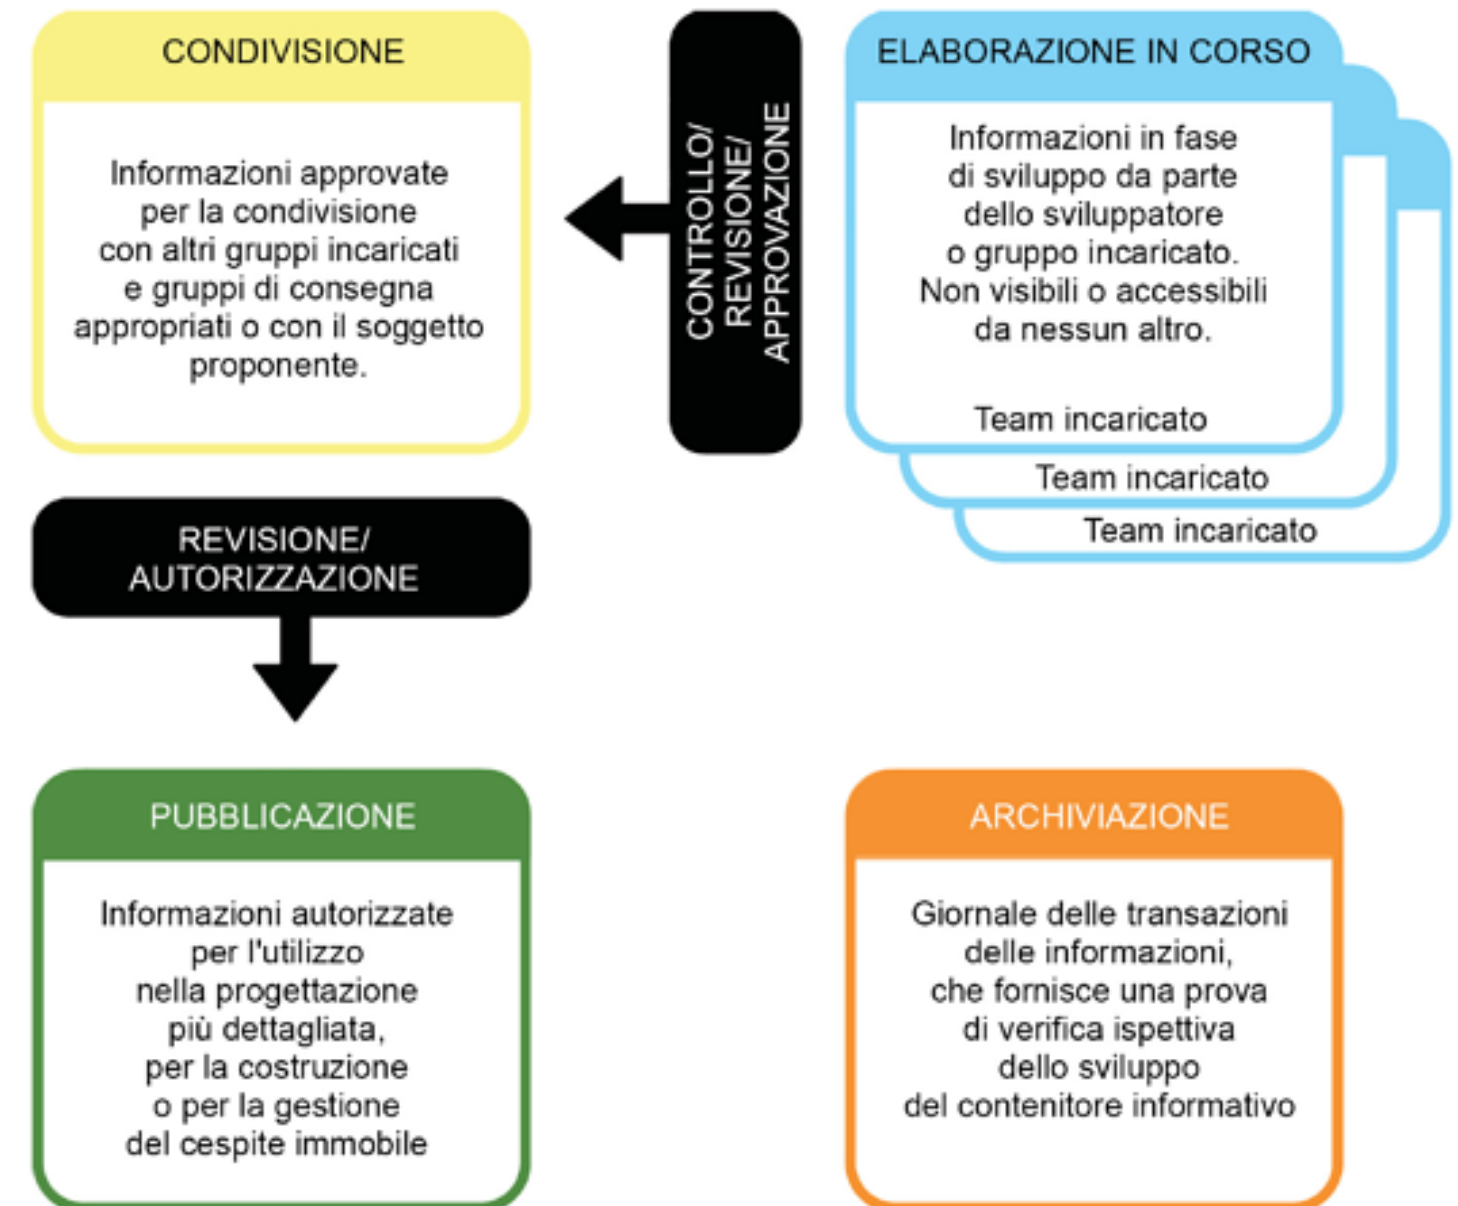 CONDIVISIONE
Informazioni approvate
per la condivisione
con altri gruppi incaricati
e gruppi di consegna
appropriati o con il soggetto
proponente.
CONTROLLO/
REVISIONE/
APPROVAZIONE
ELABORAZIONE IN CORSO
Informazioni in fase
di sviluppo da parte
dello sviluppatore
o gruppo incaricato.
Non visibili o accessibili
da nessun altro.
Team incaricato
Team incaricato
Team incaricato
REVISIONE/
AUTORIZZAZIONE
PUBBLICAZIONE
Informazioni autorizzate
per l'utilizzo
nella progettazione
più dettagliata,
per la costruzione
o per la gestione
del cespite immobile
ARCHIVIAZIONE
Giornale delle transazioni
delle informazioni,
che fornisce una prova
di verifica ispettiva
dello sviluppo
del contenitore informativo